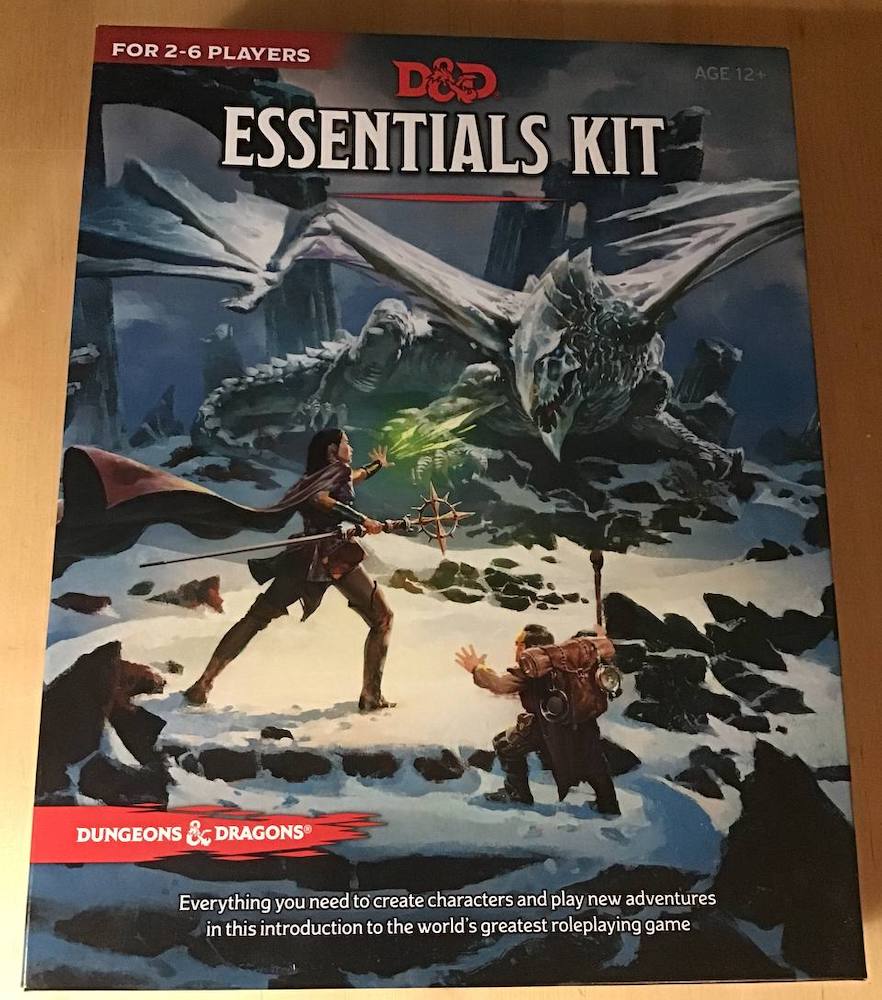 FOR 2-6 PLAYERS
D&D
AGE 12+
ESSENTIALS KIT
DUNGEONS & DRAGONS®
Everything you need to create characters and play new adventures
in this introduction to the world's greatest roleplaying game